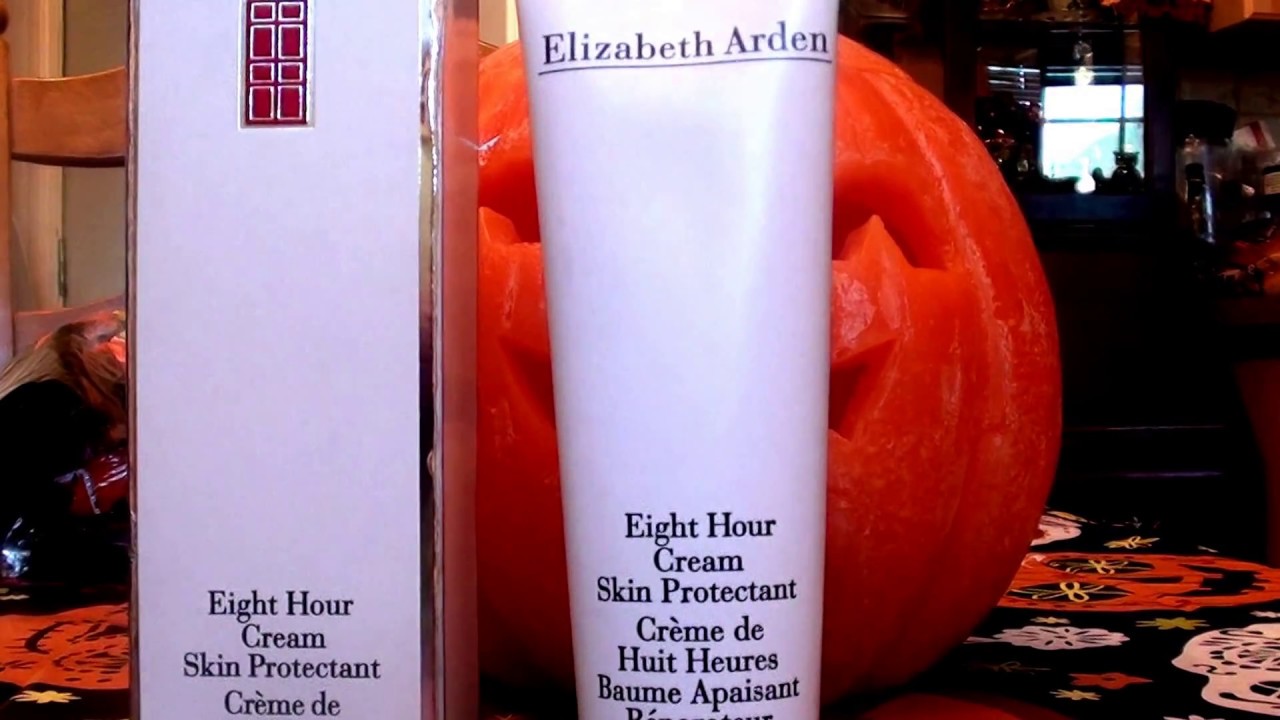 Elizabeth Arden
Eight Hour
Cream
Skin Protectant
Crème de
Huit Heures
Baume Apaisant
Réparateur
Eight Hour
Cream
Skin Protectant
Crème de